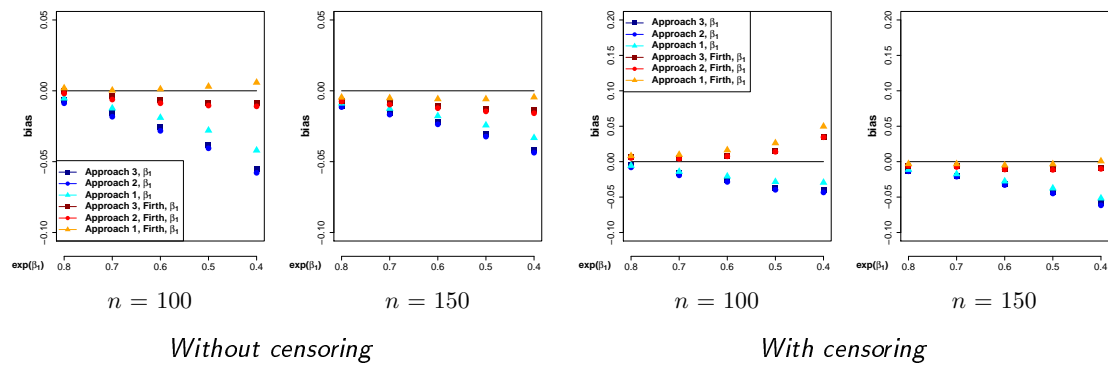 bias
0.05
0.00
−0.05
−0.10
Approach 3, β₁
Approach 2, β₁
Approach 1, β₁
Approach 3, Firth, β₁
Approach 2, Firth, β₁
Approach 1, Firth, β₁
exp(β₁)
0.8 0.7 0.6 0.5 0.4
n = 100
bias
0.05
0.00
−0.05
−0.10
exp(β₁)
0.8 0.7 0.6 0.5 0.4
n = 150
Without censoring
bias
0.20
0.15
0.10
0.05
0.00
−0.05
−0.10
Approach 3, β₁
Approach 2, β₁
Approach 1, β₁
Approach 3, Firth, β₁
Approach 2, Firth, β₁
Approach 1, Firth, β₁
exp(β₁)
0.8 0.7 0.6 0.5 0.4
n = 100
bias
0.20
0.15
0.10
0.05
0.00
−0.05
−0.10
exp(β₁)
0.8 0.7 0.6 0.5 0.4
n = 150
With censoring